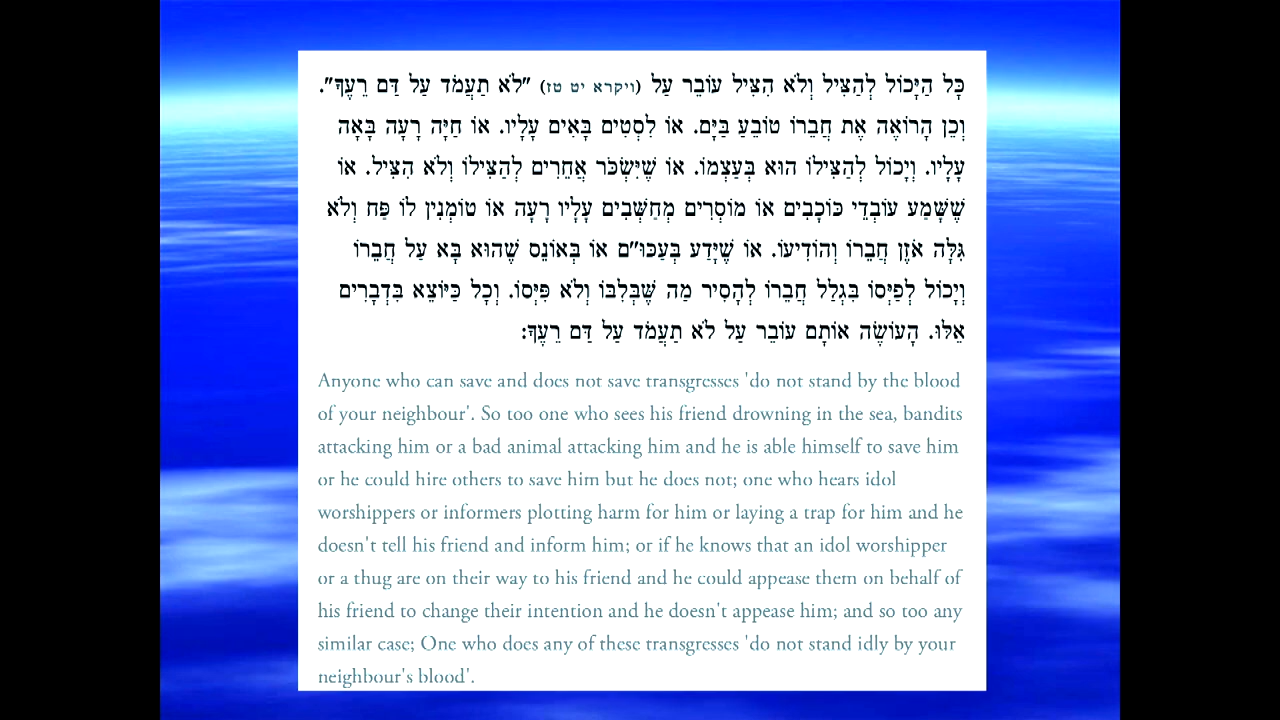 כָּל הַיָּכוֹל לְהַצִּיל וְלֹא הִצִּיל עוֹבֵר עַל (ויקרא יט טז) "לֹא תַעֲמֹד עַל דַּם רֵעֶךָ".
וְכֵן הָרוֹאֶה אֶת חֲבֵרוֹ טוֹבֵעַ בַּיָּם. אוֹ לִסְטִים בָּאִים עָלָיו. אוֹ חַיָּה רָעָה בָּאָה
עָלָיו. וְיָכוֹל לְהַצִּילוֹ הוּא בְּעַצְמוֹ. אוֹ שֶׁיִּשְׂכֹּר אֲחֵרִים לְהַצִּילוֹ וְלֹא הִצִּיל. אוֹ
שֶׁשָּׁמַע עוֹבְדֵי כּוֹכָבִים אוֹ מוֹסְרִים מְחַשְּׁבִים עָלָיו רָעָה אוֹ טוֹמְנִין לוֹ פַּח וְלֹא
גִּלָּה אֹזֶן חֲבֵרוֹ וְהוֹדִיעוֹ. אוֹ שֶׁיָּדַע בְּעַכּוּ"ם אוֹ בְּאוֹנֵס שֶׁהוּא בָּא עַל חֲבֵרוֹ
וְיָכוֹל לְפַיְּסוֹ בִּגְלַל חֲבֵרוֹ לְהָסִיר מַה שֶּׁבְּלִבּוֹ וְלֹא פִּיְּסוֹ. וְכָל כַּיּוֹצֵא בִּדְבָרִים
אֵלּוּ. הָעוֹשֶׂה אוֹתָם עוֹבֵר עַל לֹא תַעֲמֹד עַל דַּם רֵעֶךָ:
Anyone who can save and does not save transgresses 'do not stand by the blood
of your neighbour'. So too one who sees his friend drowning in the sea, bandits
attacking him or a bad animal attacking him and he is able himself to save him
or he could hire others to save him but he does not; one who hears idol
worshippers or informers plotting harm for him or laying a trap for him and he
doesn't tell his friend and inform him; or if he knows that an idol worshipper
or a thug are on their way to his friend and he could appease them on behalf of
his friend to change their intention and he doesn't appease him; and so too any
similar case; One who does any of these transgresses 'do not stand idly by your
neighbour's blood'.